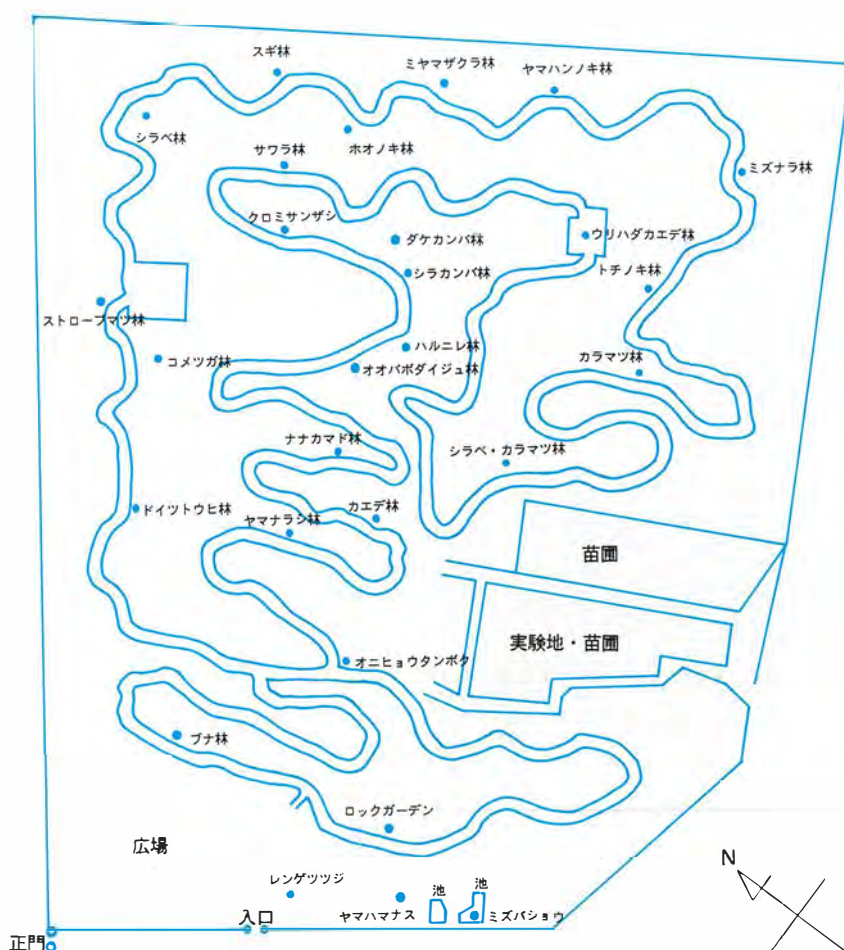 スギ林
ミヤマザクラ林
ヤマハンノキ林
シラベ林
ホオノキ林
サワラ林
ミズナラ林
クロミサンザシ
ダケカンバ林
ウリハダカエデ林
シラカンバ林
トチノキ林
ストローブマツ林
ハルニレ林
コメツガ林
オオバボダイジュ林
カラマツ林
ナナカマド林
シラベ・カラマツ林
ドイツトウヒ林
カエデ林
ヤマナラシ林
苗圃
実験地・苗圃
オニヒョウタンボク
ブナ林
ロックガーデン
広場
N
レンゲツツジ
池
池
ヤマハマナス
ミズバショウ
入口
正門